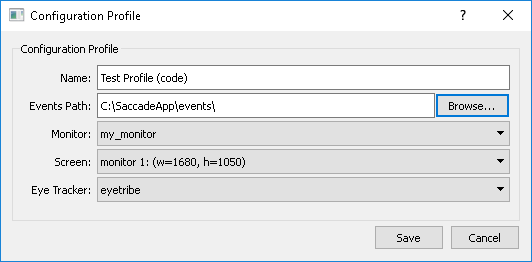 Configuration Profile
?
Configuration Profile
Name: Test Profile (code)
Events Path: C:\SaccadeApp\events\ Browse...
Monitor: my_monitor
Screen: monitor 1: (w=1680, h=1050)
Eye Tracker: eyetribe
Save Cancel